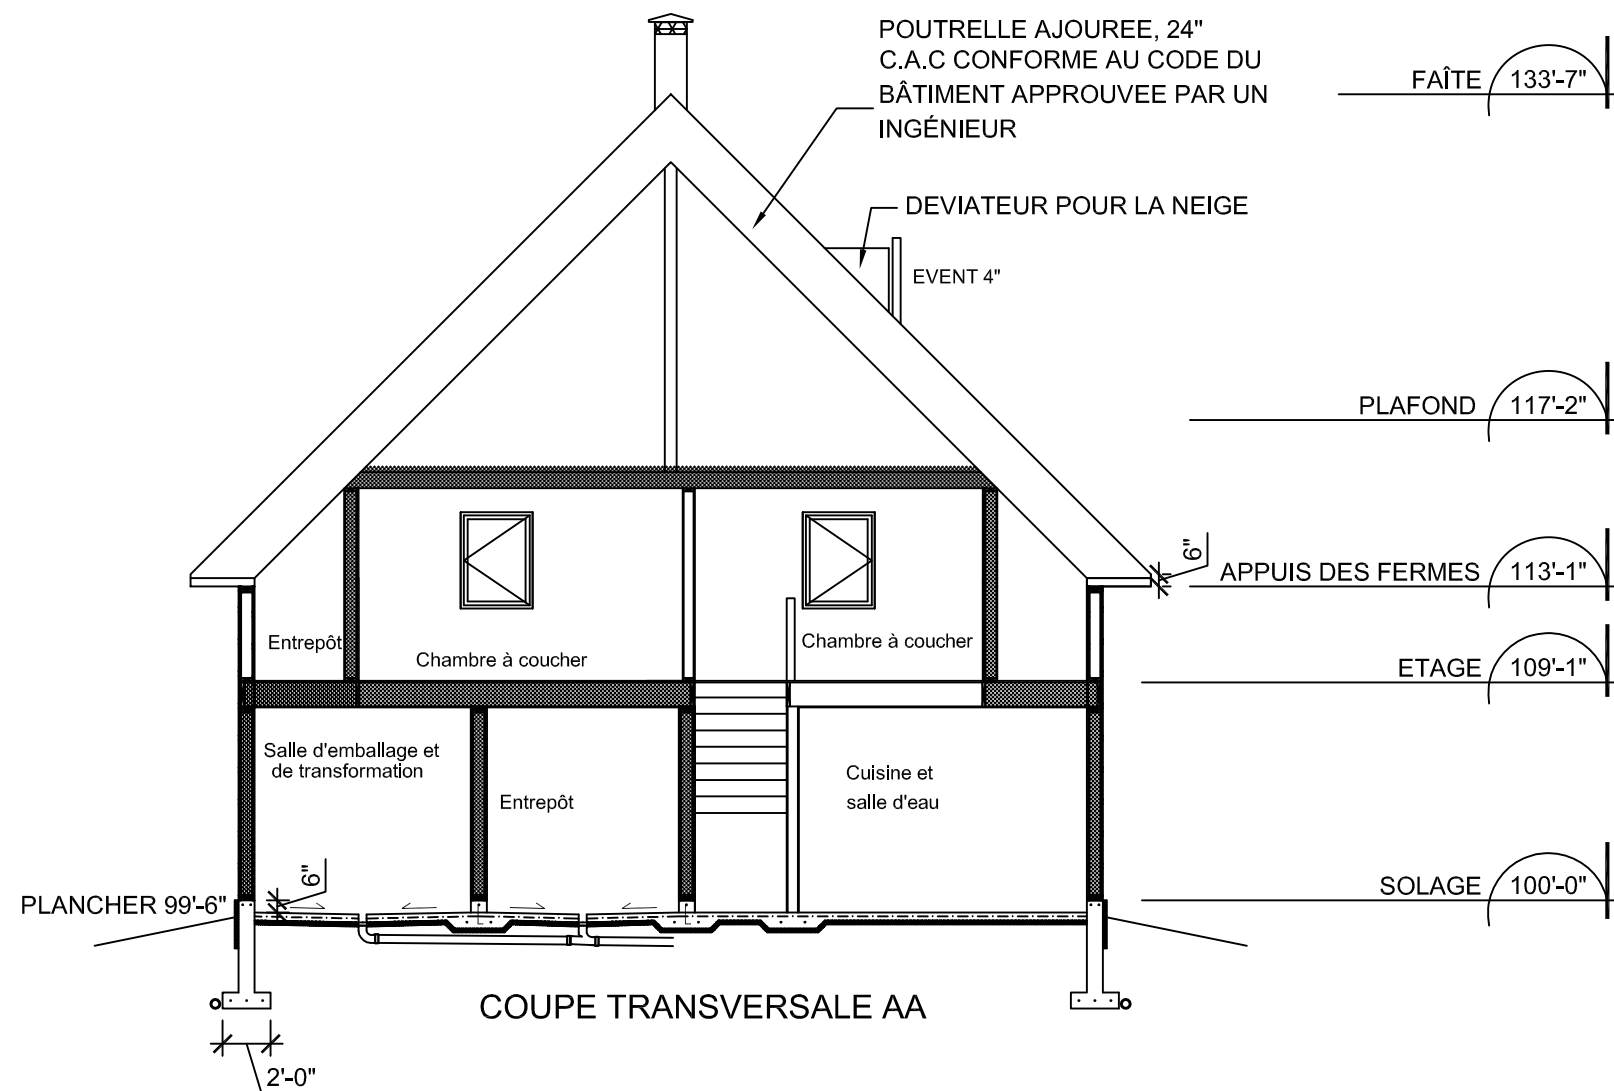 POUTRELLE AJOUREE, 24"
C.A.C CONFORME AU CODE DU
BÂTIMENT APPROUVEE PAR UN
INGÉNIEUR
FAÎTE 133'-7"
DEVIATEUR POUR LA NEIGE
EVENT 4"
PLAFOND 117'-2"
6"
APPUIS DES FERMES 113'-1"
Entrepôt
Chambre à coucher
Chambre à coucher
ETAGE 109'-1"
Salle d'emballage et
de transformation
Entrepôt
Cuisine et
salle d'eau
6"
PLANCHER 99'-6"
SOLAGE 100'-0"
COUPE TRANSVERSALE AA
2'-0"